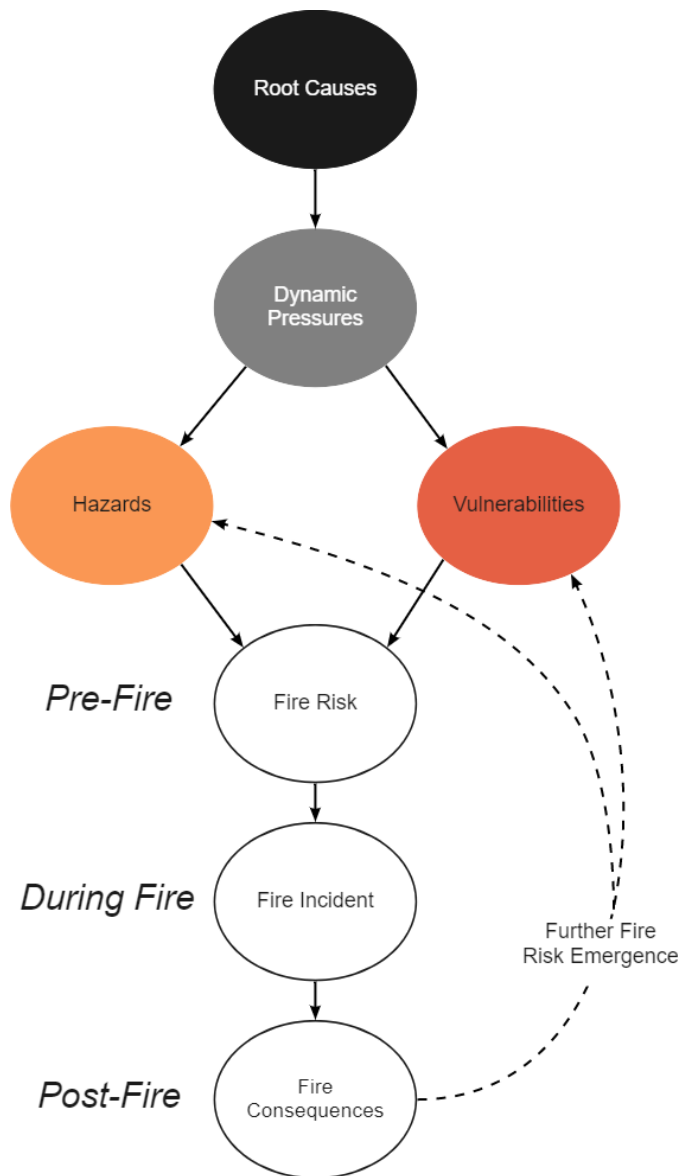 Root Causes
Dynamic
Pressures
Hazards
Vulnerabilities
Pre-Fire
Fire Risk
During Fire
Fire Incident
Further Fire
Risk Emergence
Post-Fire
Fire
Consequences